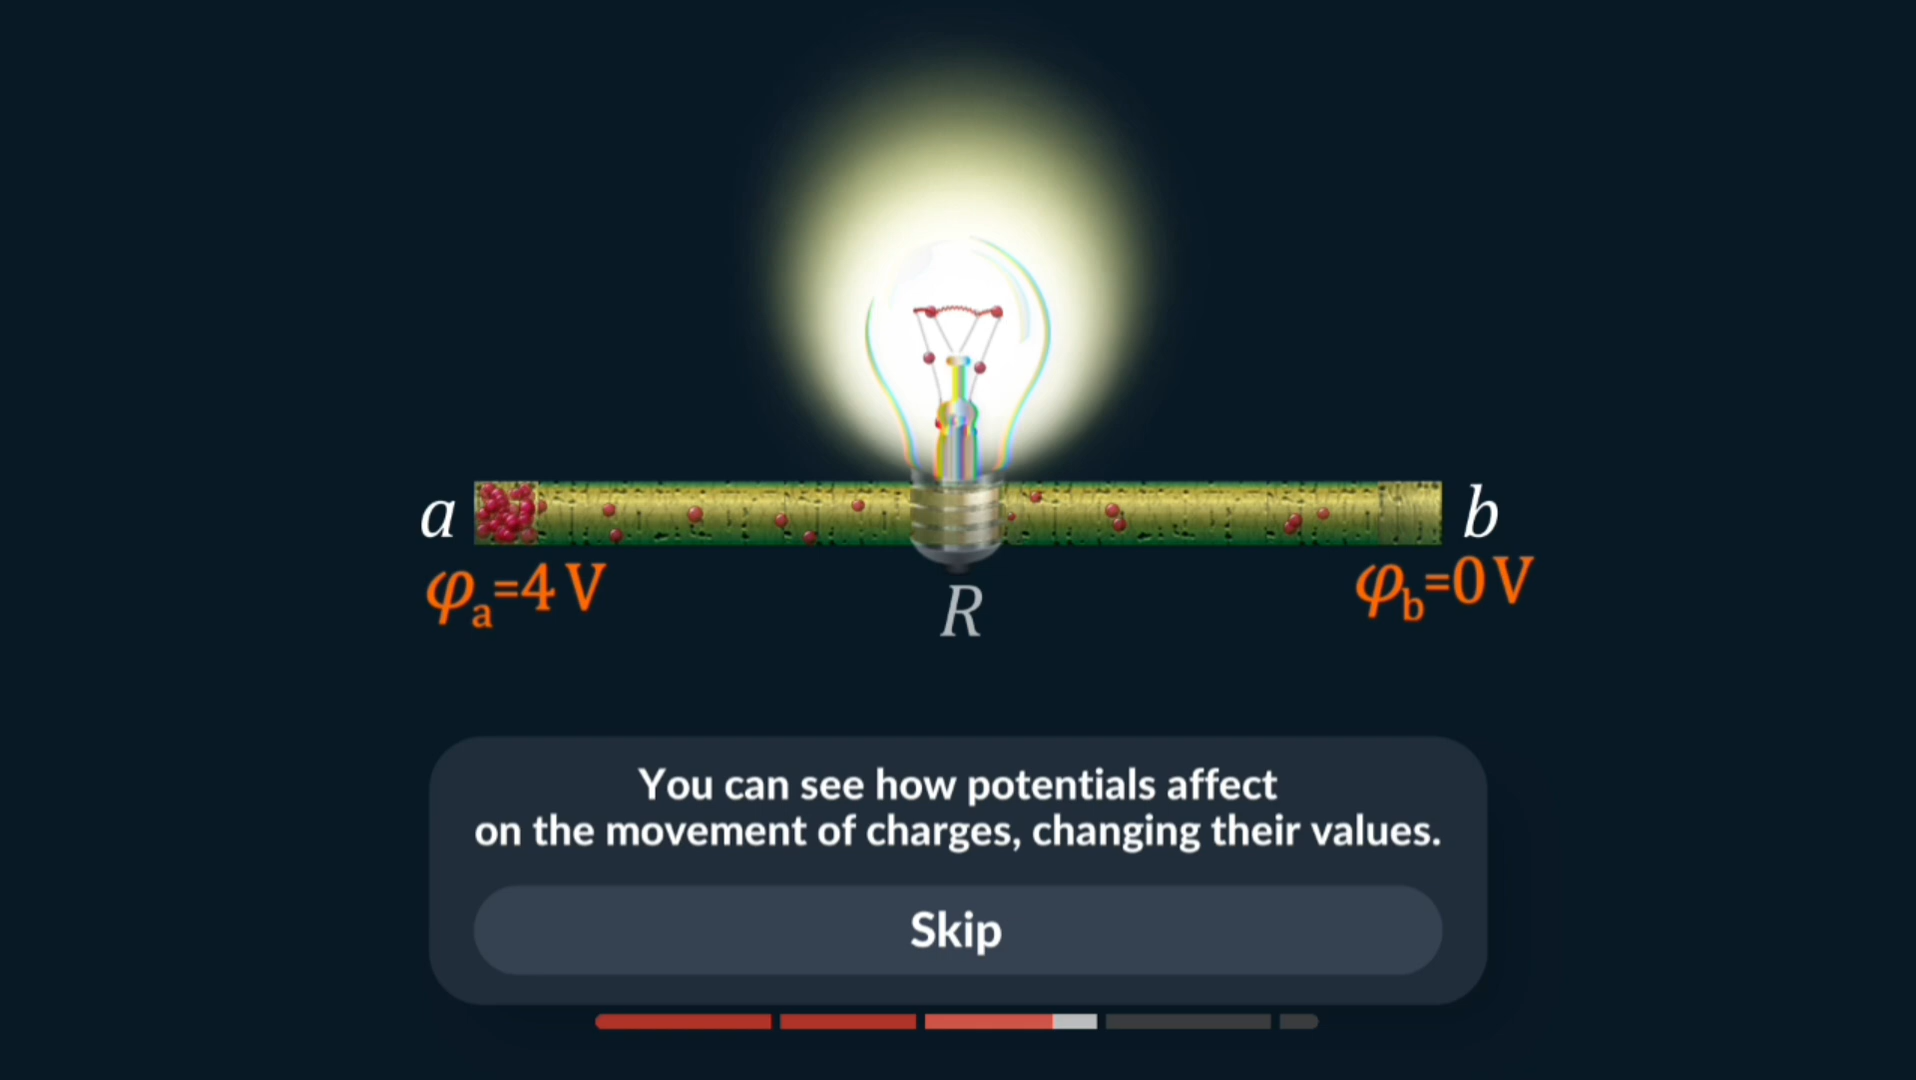 a
b
φa=4 V
R
φb=0 V
You can see how potentials affect
on the movement of charges, changing their values.
Skip